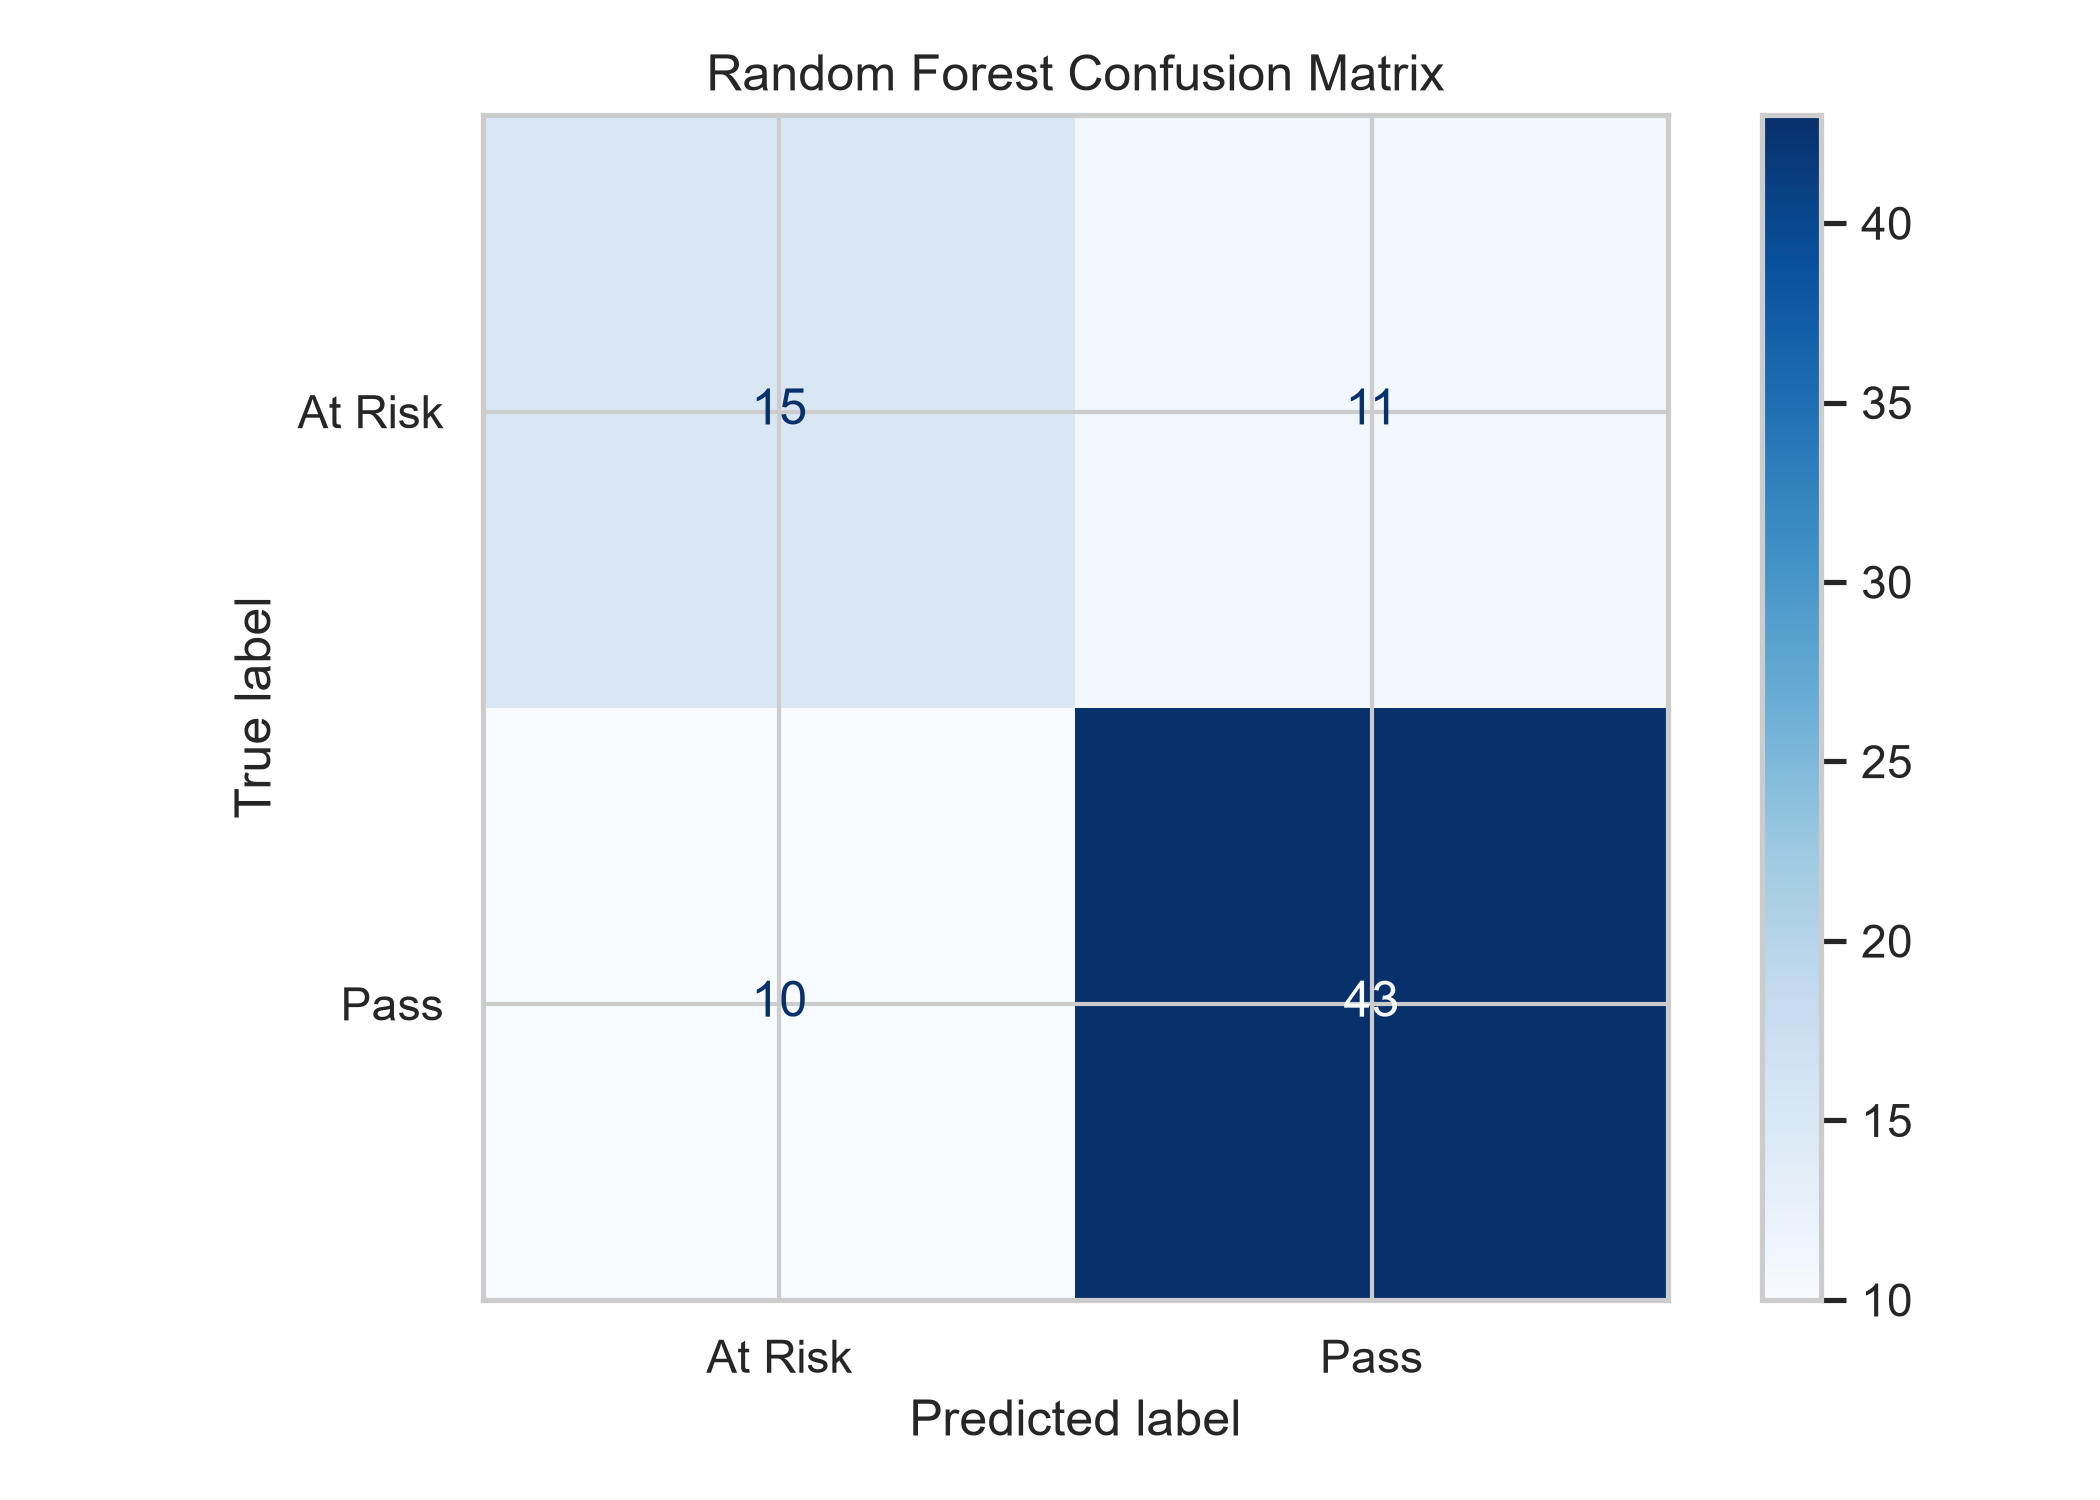 Random Forest Confusion Matrix
True label
At Risk
15
11
Pass
10
43
At Risk
Pass
Predicted label
40
35
30
25
20
15
10